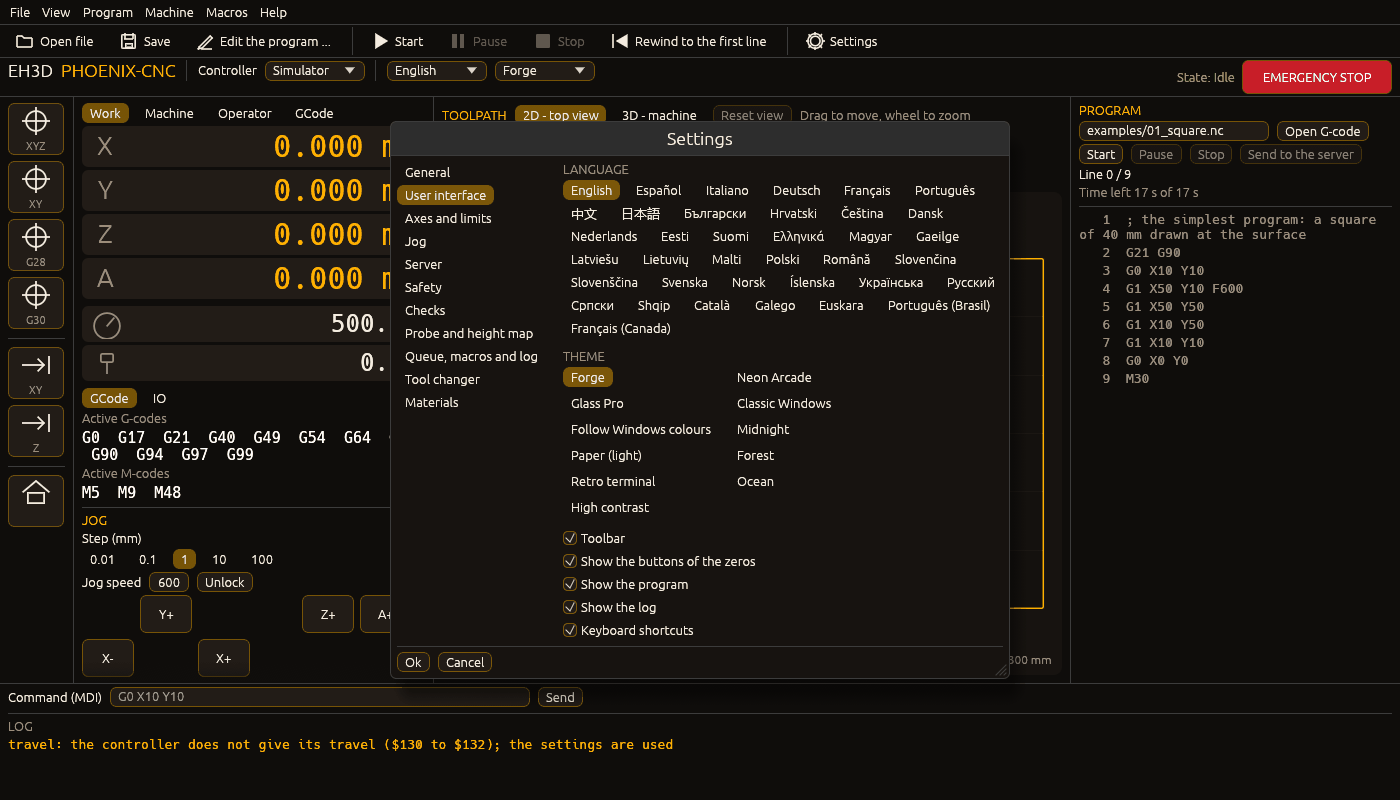 File View Program Machine Macros Help
Open file Save Edit the program ... Start Pause Stop Rewind to the first line Settings
EH3D PHOENIX-CNC Controller Simulator English Forge State: Idle EMERGENCY STOP
XYZ
XY
G28
G30
XY
Z
Work Machine Operator GCode
X 0.000
Y 0.000
Z 0.000
A 0.000
500.
0.
GCode IO
Active G-codes
G0 G17 G21 G40 G49 G54 G64
G90 G94 G97 G99
Active M-codes
M5 M9 M48
JOG
Step (mm)
0.01 0.1 1 10 100
Jog speed 600 Unlock
Y+ Z+ A+
X- X+
TOOLPATH 2D - top view 3D - machine Reset view Drag to move, wheel to zoom
Settings
General
User interface
Axes and limits
Jog
Server
Safety
Checks
Probe and height map
Queue, macros and log
Tool changer
Materials
LANGUAGE
English Español Italiano Deutsch Français Português
中文 日本語 Български Hrvatski Čeština Dansk
Nederlands Eesti Suomi Ελληνικά Magyar Gaeilge
Latviešu Lietuvių Malti Polski Română Slovenčina
Slovenščina Svenska Norsk Íslenska Українська Русский
Српски Shqip Català Galego Euskara Português (Brasil)
Français (Canada)
THEME
Forge Neon Arcade
Glass Pro Classic Windows
Follow Windows colours Midnight
Paper (light) Forest
Retro terminal Ocean
High contrast
Toolbar
Show the buttons of the zeros
Show the program
Show the log
Keyboard shortcuts
Ok Cancel
300 mm
PROGRAM
examples/01_square.nc Open G-code
Start Pause Stop Send to the server
Line 0 / 9
Time left 17 s of 17 s
1 ; the simplest program: a square
of 40 mm drawn at the surface
2 G21 G90
3 G0 X10 Y10
4 G1 X50 Y10 F600
5 G1 X50 Y50
6 G1 X10 Y50
7 G1 X10 Y10
8 G0 X0 Y0
9 M30
Command (MDI) G0 X10 Y10 Send
LOG
travel: the controller does not give its travel ($130 to $132); the settings are used